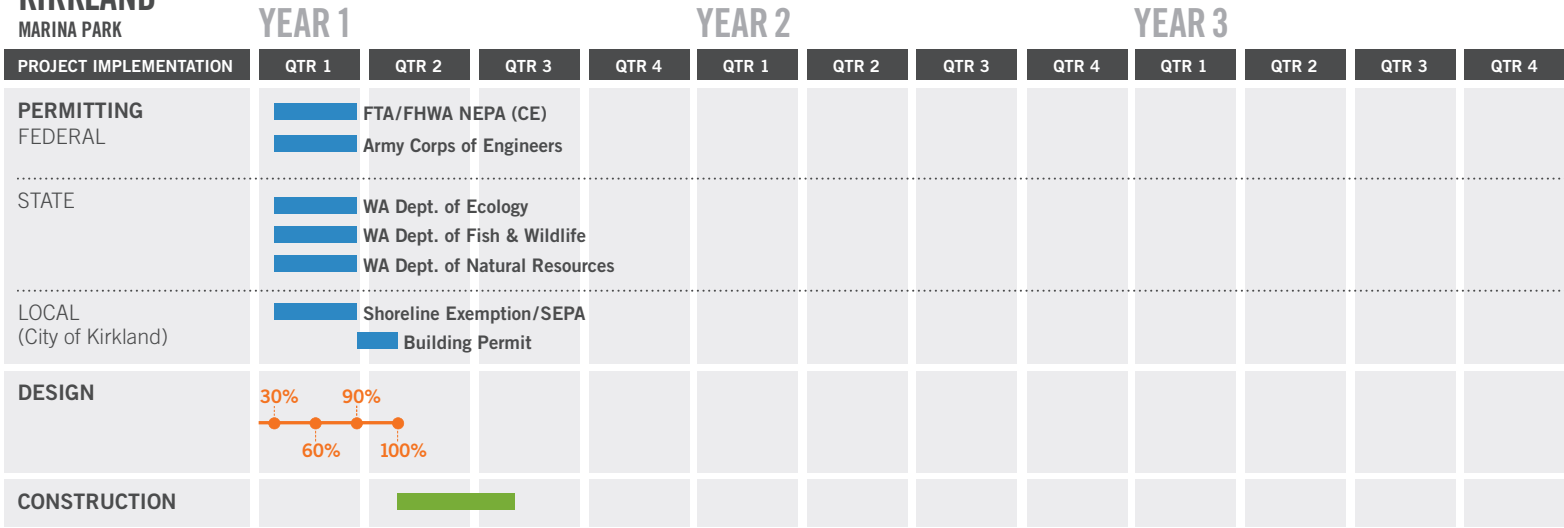 KIRKLAND
MARINA PARK
YEAR 1 YEAR 2 YEAR 3
PROJECT IMPLEMENTATION QTR 1 QTR 2 QTR 3 QTR 4 QTR 1 QTR 2 QTR 3 QTR 4 QTR 1 QTR 2 QTR 3 QTR 4
PERMITTING
FEDERAL
FTA/FHWA NEPA (CE)
Army Corps of Engineers
STATE
WA Dept. of Ecology
WA Dept. of Fish & Wildlife
WA Dept. of Natural Resources
LOCAL
(City of Kirkland)
Shoreline Exemption/SEPA
Building Permit
DESIGN
30% 90%
60% 100%
CONSTRUCTION